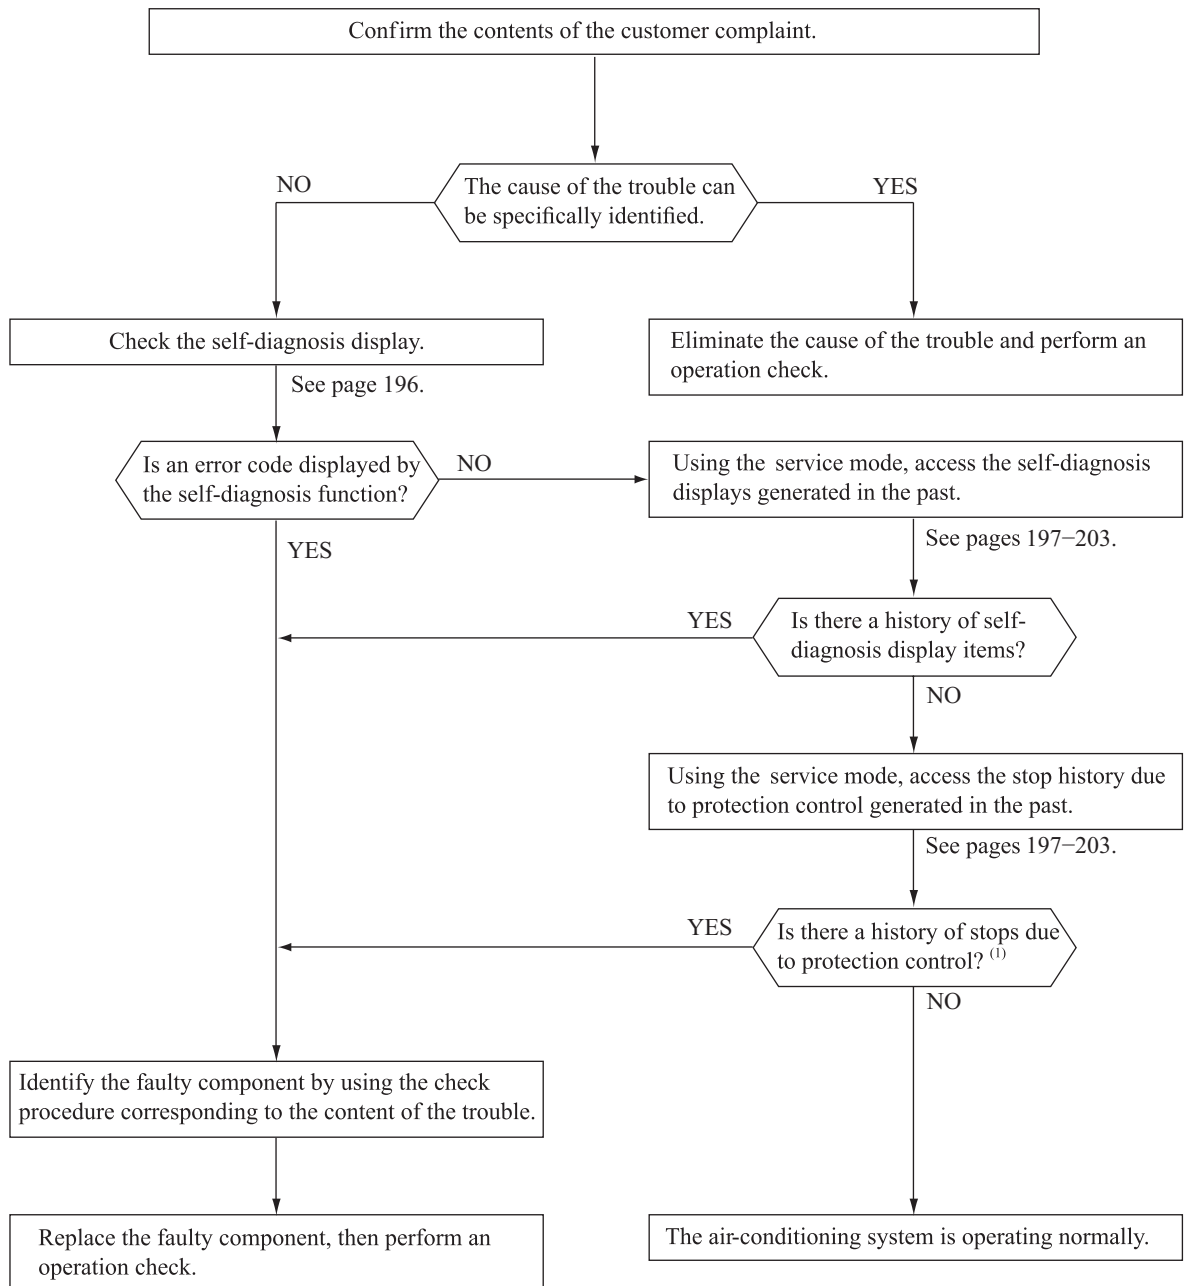 Confirm the contents of the customer complaint.
NO
The cause of the trouble can
be specifically identified.
YES
Check the self-diagnosis display.
See page 196.
Eliminate the cause of the trouble and perform an
operation check.
Is an error code displayed by
the self-diagnosis function?
NO
YES
Using the service mode, access the self-diagnosis
displays generated in the past.
See pages 197−203.
YES
Is there a history of self-
diagnosis display items?
NO
Using the service mode, access the stop history due
to protection control generated in the past.
See pages 197−203.
YES
Is there a history of stops due
to protection control? (1)
NO
Identify the faulty component by using the check
procedure corresponding to the content of the trouble.
Replace the faulty component, then perform an
operation check.
The air-conditioning system is operating normally.